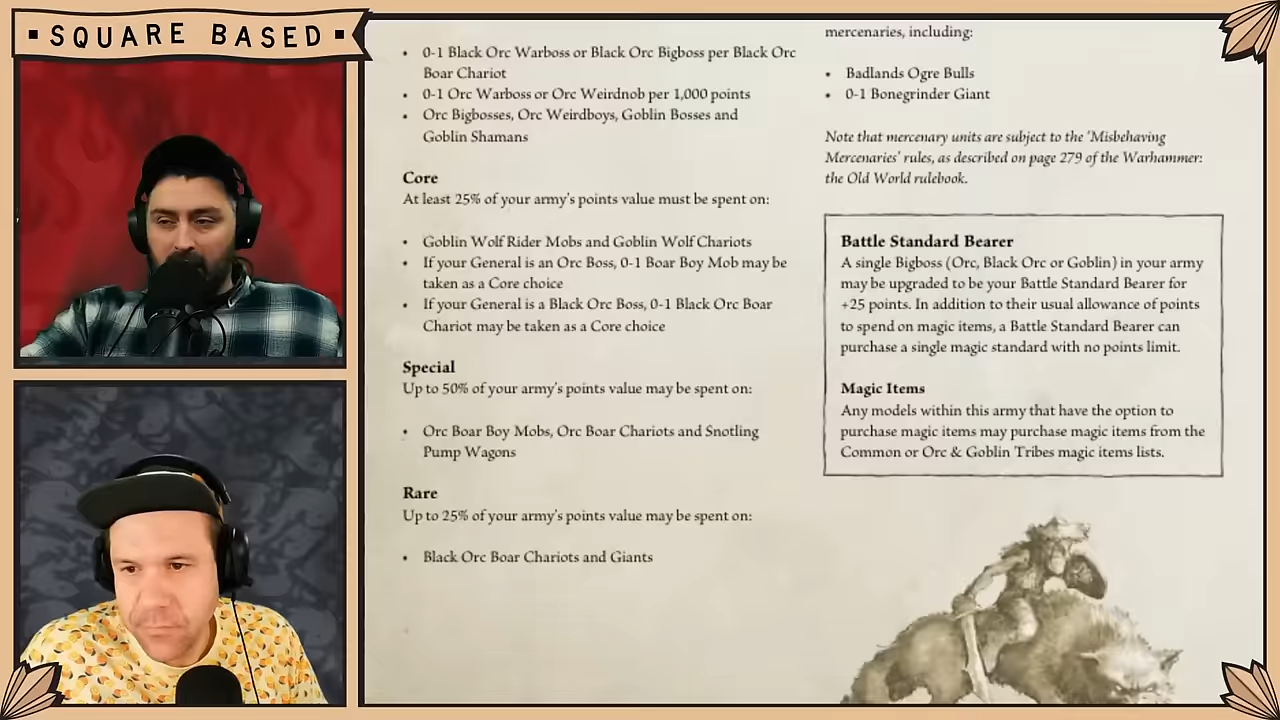 SQUARE BASED
• 0-1 Black Orc Warboss or Black Orc Bigboss per Black Orc
Boar Chariot
• 0-1 Orc Warboss or Orc Weirdnob per 1,000 points
• Orc Bigbosses, Orc Weirdboys, Goblin Bosses and
Goblin Shamans
Core
At least 25% of your army's points value must be spent on:
• Goblin Wolf Rider Mobs and Goblin Wolf Chariots
• If your General is an Orc Boss, 0-1 Boar Boy Mob may be
taken as a Core choice
• If your General is a Black Orc Boss, 0-1 Black Orc Boar
Chariot may be taken as a Core choice
Special
Up to 50% of your army's points value may be spent on:
• Orc Boar Boy Mobs, Orc Boar Chariots and Snotling
Pump Wagons
Rare
Up to 25% of your army's points value may be spent on:
• Black Orc Boar Chariots and Giants
mercenaries, including:
• Badlands Ogre Bulls
• 0-1 Bonegrinder Giant
Note that mercenary units are subject to the 'Misbehaving
Mercenaries' rules, as described on page 279 of the Warhammer:
the Old World rulebook.
Battle Standard Bearer
A single Bigboss (Orc, Black Orc or Goblin) in your army
may be upgraded to be your Battle Standard Bearer for
+25 points. In addition to their usual allowance of points
to spend on magic items, a Battle Standard Bearer can
purchase a single magic standard with no points limit.
Magic Items
Any models within this army that have the option to
purchase magic items may purchase magic items from the
Common or Orc & Goblin Tribes magic items lists.